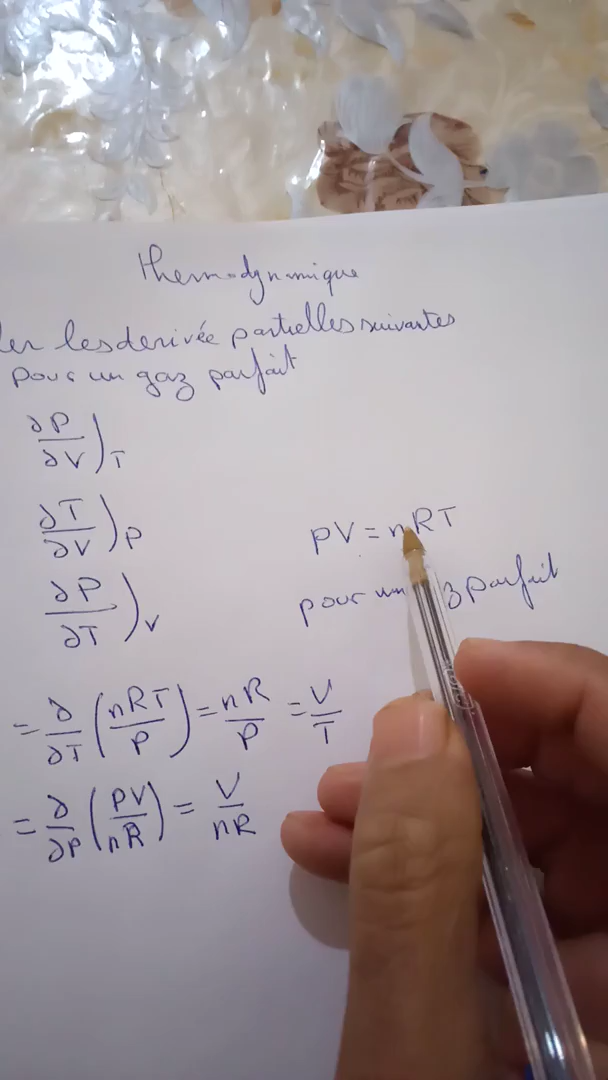 thermodynamique
ler les derivée partielles suivantes
pour un gaz parfait
∂P/∂V)T
∂T/∂V)P
PV = nRT
∂P/∂T)V
pour un z parfait
= ∂/∂T (nRT/P) = nR/P = V/T
= ∂/∂P (PV/nR) = V/nR